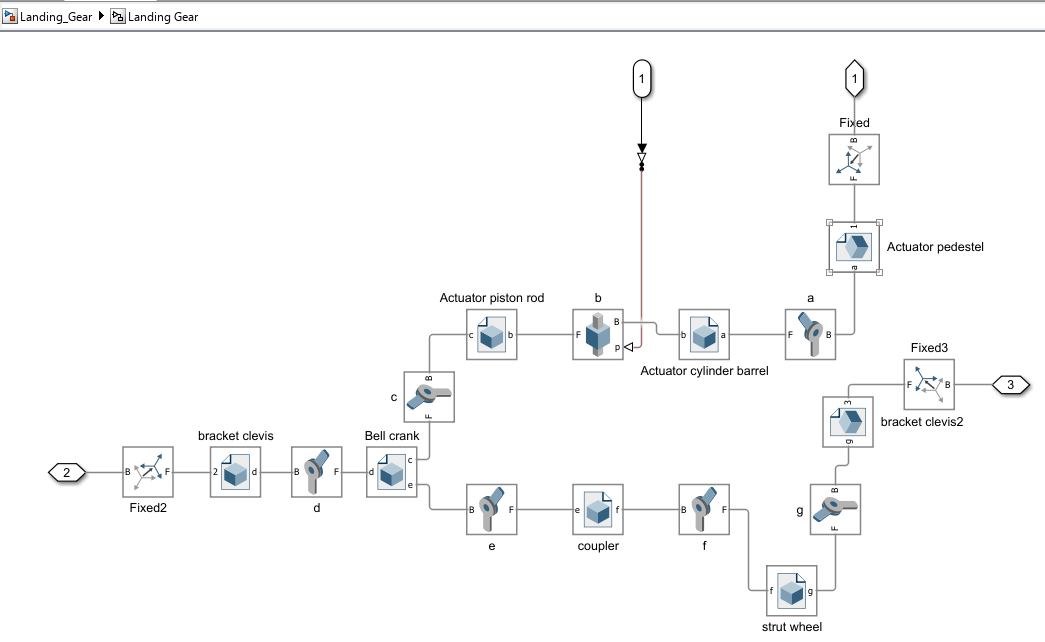 Landing_Gear Landing Gear
1
1
Fixed
B
F
1
Actuator pedestel
a
Actuator piston rod
b
a
c b
F B
p
b a
F B
Actuator cylinder barrel
Fixed3
F B
3
B
c
F
3
bracket clevis2
g
bracket clevis
Bell crank
2
B F
2 d
B F
d c
e
Fixed2
d
B
g
F
B F
e f
B F
e
coupler
f
f g
strut wheel